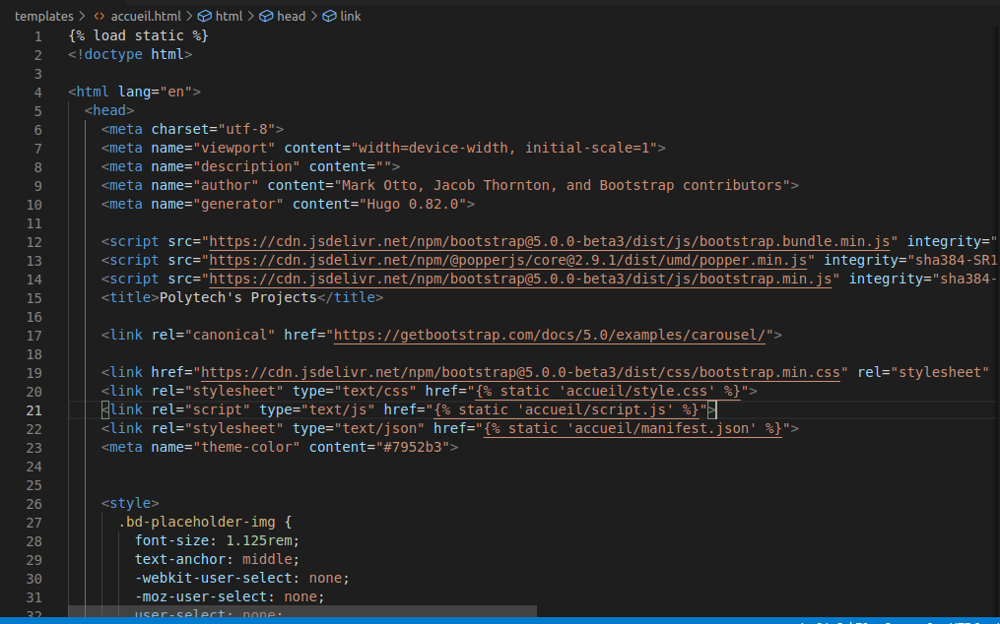 templates > <> accueil.html > html > head > link
1 {% load static %}
2 <!doctype html>
3
4 <html lang="en">
5 <head>
6 <meta charset="utf-8">
7 <meta name="viewport" content="width=device-width, initial-scale=1">
8 <meta name="description" content="">
9 <meta name="author" content="Mark Otto, Jacob Thornton, and Bootstrap contributors">
10 <meta name="generator" content="Hugo 0.82.0">
11
12 <script src="https://cdn.jsdelivr.net/npm/bootstrap@5.0.0-beta3/dist/js/bootstrap.bundle.min.js" integrity="
13 <script src="https://cdn.jsdelivr.net/npm/@popperjs/core@2.9.1/dist/umd/popper.min.js" integrity="sha384-SR1
14 <script src="https://cdn.jsdelivr.net/npm/bootstrap@5.0.0-beta3/dist/js/bootstrap.min.js" integrity="sha384-
15 <title>Polytech's Projects</title>
16
17 <link rel="canonical" href="https://getbootstrap.com/docs/5.0/examples/carousel/">
18
19 <link href="https://cdn.jsdelivr.net/npm/bootstrap@5.0.0-beta3/dist/css/bootstrap.min.css" rel="stylesheet"
20 <link rel="stylesheet" type="text/css" href="{% static 'accueil/style.css' %}">
21 <link rel="script" type="text/js" href="{% static 'accueil/script.js' %}">
22 <link rel="stylesheet" type="text/json" href="{% static 'accueil/manifest.json' %}">
23 <meta name="theme-color" content="#7952b3">
24
25
26 <style>
27 .bd-placeholder-img {
28 font-size: 1.125rem;
29 text-anchor: middle;
30 -webkit-user-select: none;
31 -moz-user-select: none;
32 user-select: none;